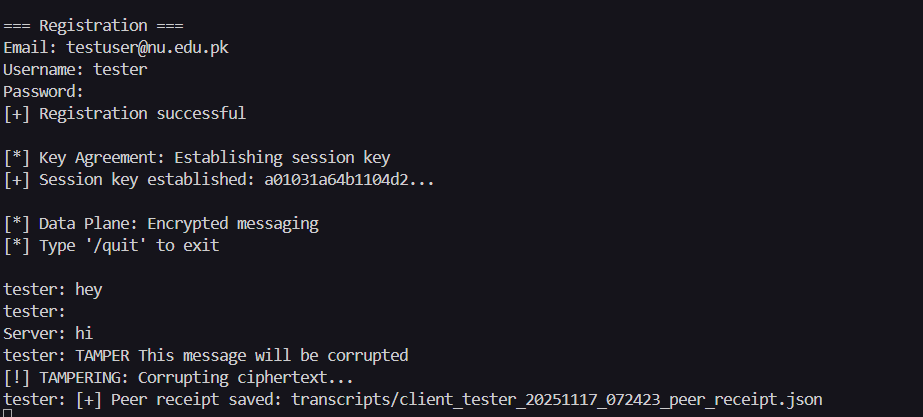 === Registration ===
Email: testuser@nu.edu.pk
Username: tester
Password:
[+] Registration successful
[*] Key Agreement: Establishing session key
[+] Session key established: a01031a64b1104d2...
[*] Data Plane: Encrypted messaging
[*] Type '/quit' to exit
tester: hey
tester:
Server: hi
tester: TAMPER This message will be corrupted
[!] TAMPERING: Corrupting ciphertext...
tester: [+] Peer receipt saved: transcripts/client_tester_20251117_072423_peer_receipt.json